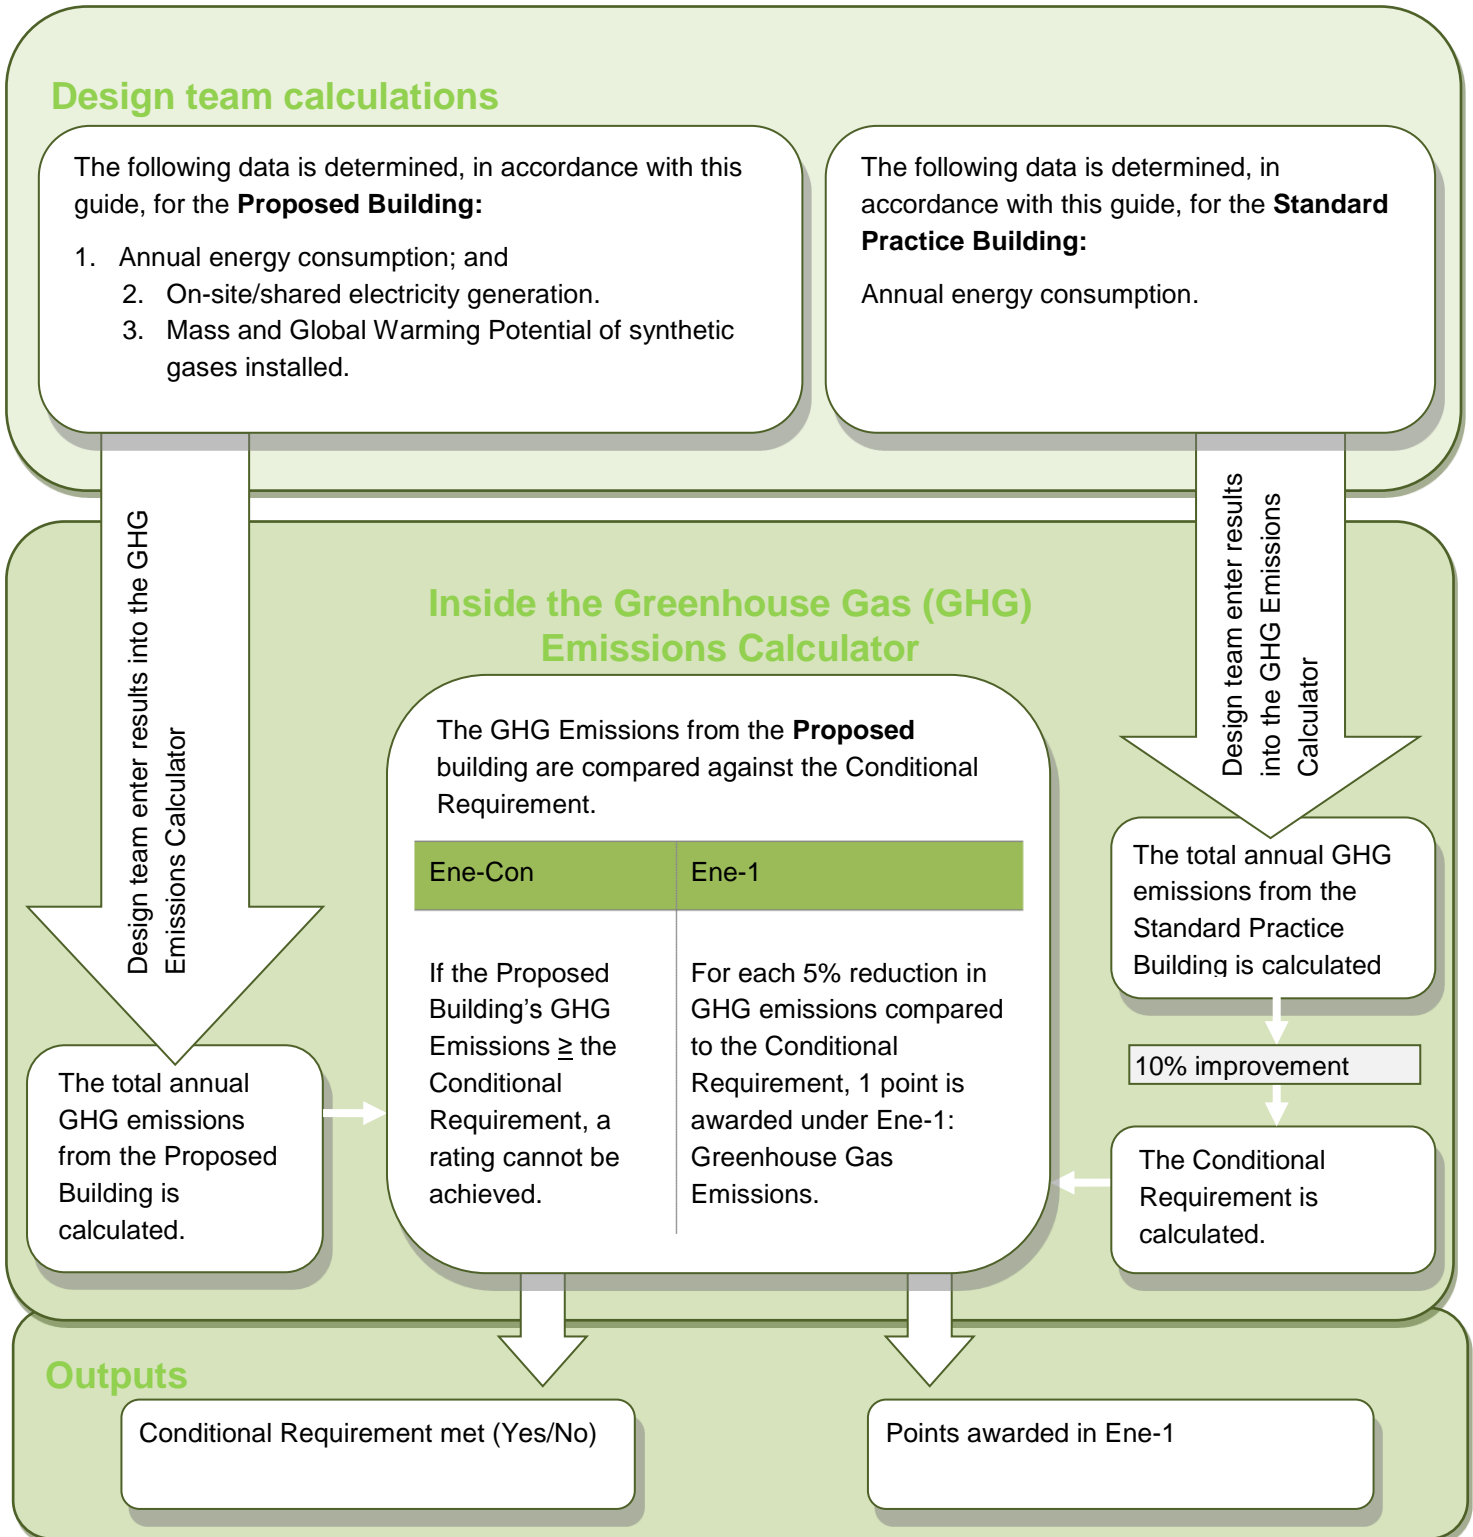 Design team calculations
The following data is determined, in accordance with this
guide, for the Proposed Building:
1. Annual energy consumption; and
2. On-site/shared electricity generation.
3. Mass and Global Warming Potential of synthetic
gases installed.
The following data is determined, in
accordance with this guide, for the Standard
Practice Building:
Annual energy consumption.
Design team enter results into the GHG
Emissions Calculator
Design team enter results
into the GHG Emissions
Calculator
Inside the Greenhouse Gas (GHG)
Emissions Calculator
The GHG Emissions from the Proposed
building are compared against the Conditional
Requirement.
Ene-Con
Ene-1
If the Proposed
Building's GHG
Emissions ≥ the
Conditional
Requirement, a
rating cannot be
achieved.
For each 5% reduction in
GHG emissions compared
to the Conditional
Requirement, 1 point is
awarded under Ene-1:
Greenhouse Gas
Emissions.
The total annual GHG
emissions from the
Standard Practice
Building is calculated
10% improvement
The Conditional
Requirement is
calculated.
The total annual
GHG emissions
from the Proposed
Building is
calculated.
Outputs
Conditional Requirement met (Yes/No)
Points awarded in Ene-1